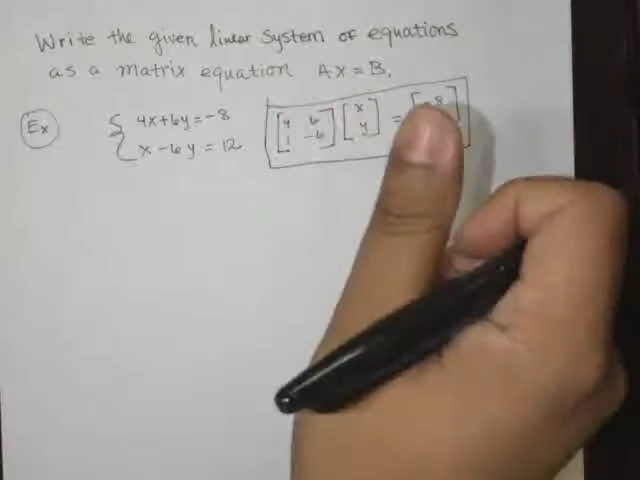 Write the given linear system of equations
as a matrix equation AX = B.
Ex { 4x+6y=-8 [4 6] [x] = [-8]
x-6y=12 [1 -6] [y]